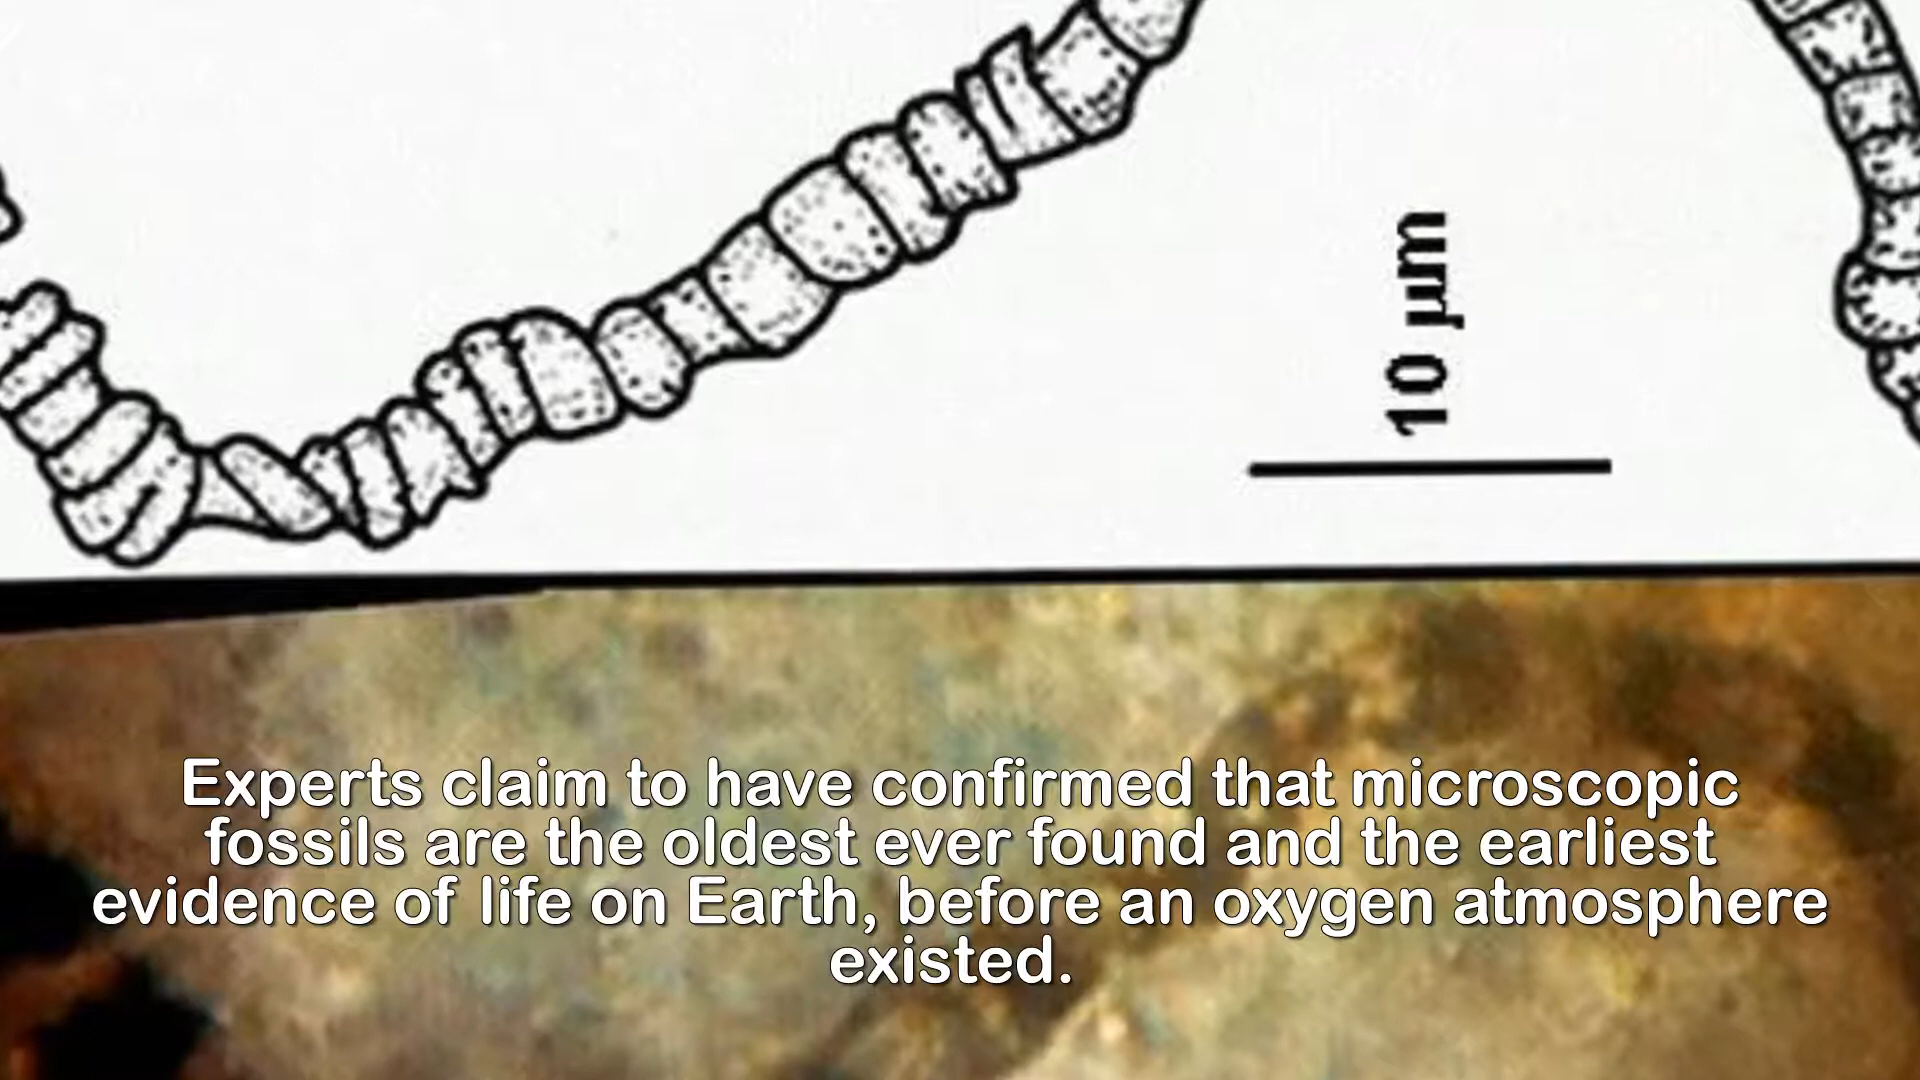 10 µm
Experts claim to have confirmed that microscopic
fossils are the oldest ever found and the earliest
evidence of life on Earth, before an oxygen atmosphere
existed.